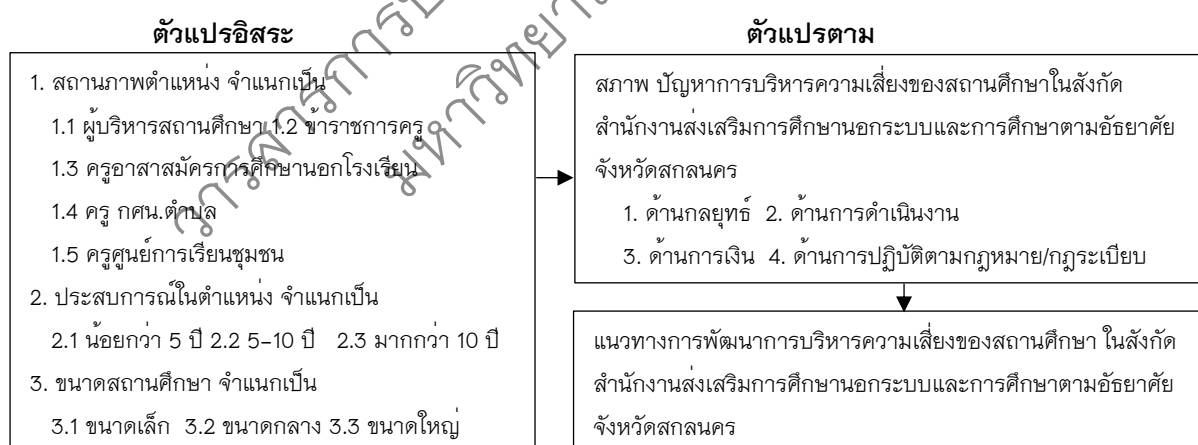 ตัวแปรอิสระ
1. สถานภาพตำแหน่ง จำแนกเป็น
1.1 ผู้บริหารสถานศึกษา 1.2 ข้าราชการครู
1.3 ครูอาสาสมัครการศึกษานอกโรงเรียน
1.4 ครู กศน.ตำบล
1.5 ครูศูนย์การเรียนชุมชน
2. ประสบการณ์ในตำแหน่ง จำแนกเป็น
2.1 น้อยกว่า 5 ปี 2.2 5-10 ปี 2.3 มากกว่า 10 ปี
3. ขนาดสถานศึกษา จำแนกเป็น
3.1 ขนาดเล็ก 3.2 ขนาดกลาง 3.3 ขนาดใหญ่
ตัวแปรตาม
สภาพ ปัญหาการบริหารความเสี่ยงของสถานศึกษาในสังกัด
สำนักงานส่งเสริมการศึกษานอกระบบและการศึกษาตามอัธยาศัย
จังหวัดสกลนคร
1. ด้านกลยุทธ์ 2. ด้านการดำเนินงาน
3. ด้านการเงิน 4. ด้านการปฏิบัติตามกฎหมาย/กฎระเบียบ
แนวทางการพัฒนาการบริหารความเสี่ยงของสถานศึกษา ในสังกัด
สำนักงานส่งเสริมการศึกษานอกระบบและการศึกษาตามอัธยาศัย
จังหวัดสกลนคร